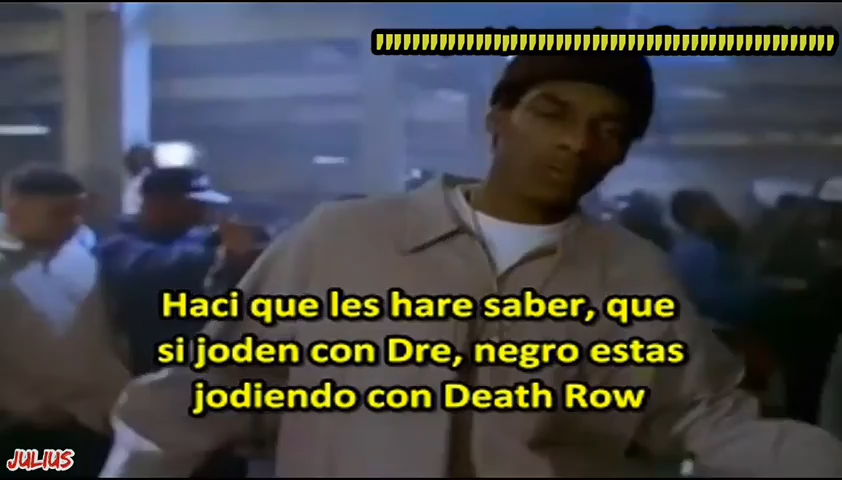 Haci que les hare saber, que
si joden con Dre, negro estas
jodiendo con Death Row
JULIUS